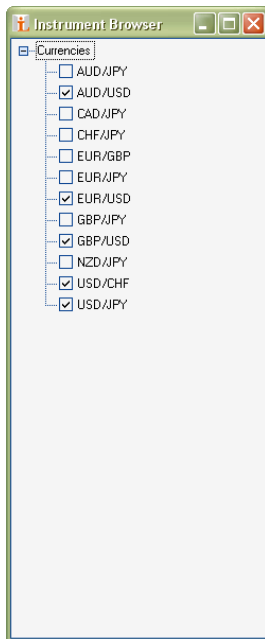 Instrument Browser
Currencies
AUD/JPY
AUD/USD
CAD/JPY
CHF/JPY
EUR/GBP
EUR/JPY
EUR/USD
GBP/JPY
GBP/USD
NZD/JPY
USD/CHF
USD/JPY